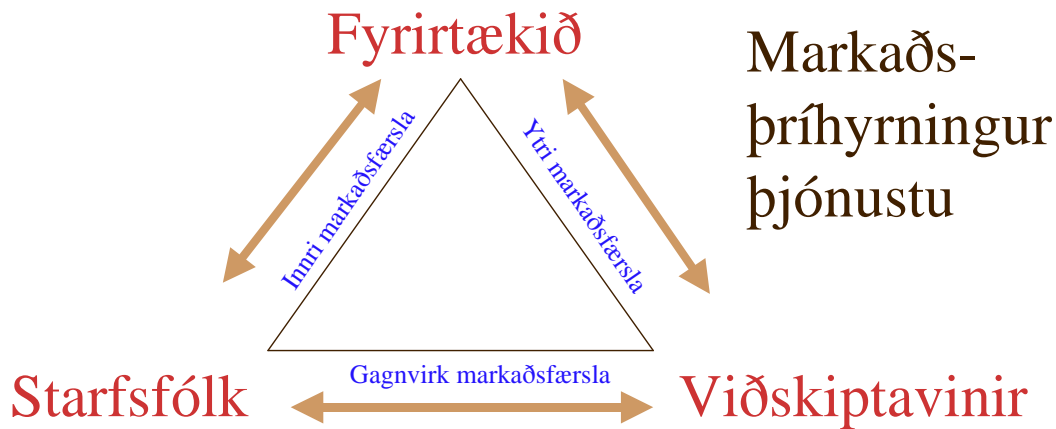 Fyrirtækið
Markaðs-
þríhyrningur
þjónustu
Innri markaðsfærsla
Ytri markaðsfærsla
Gagnvirk markaðsfærsla
Starfsfólk
Viðskiptavinir